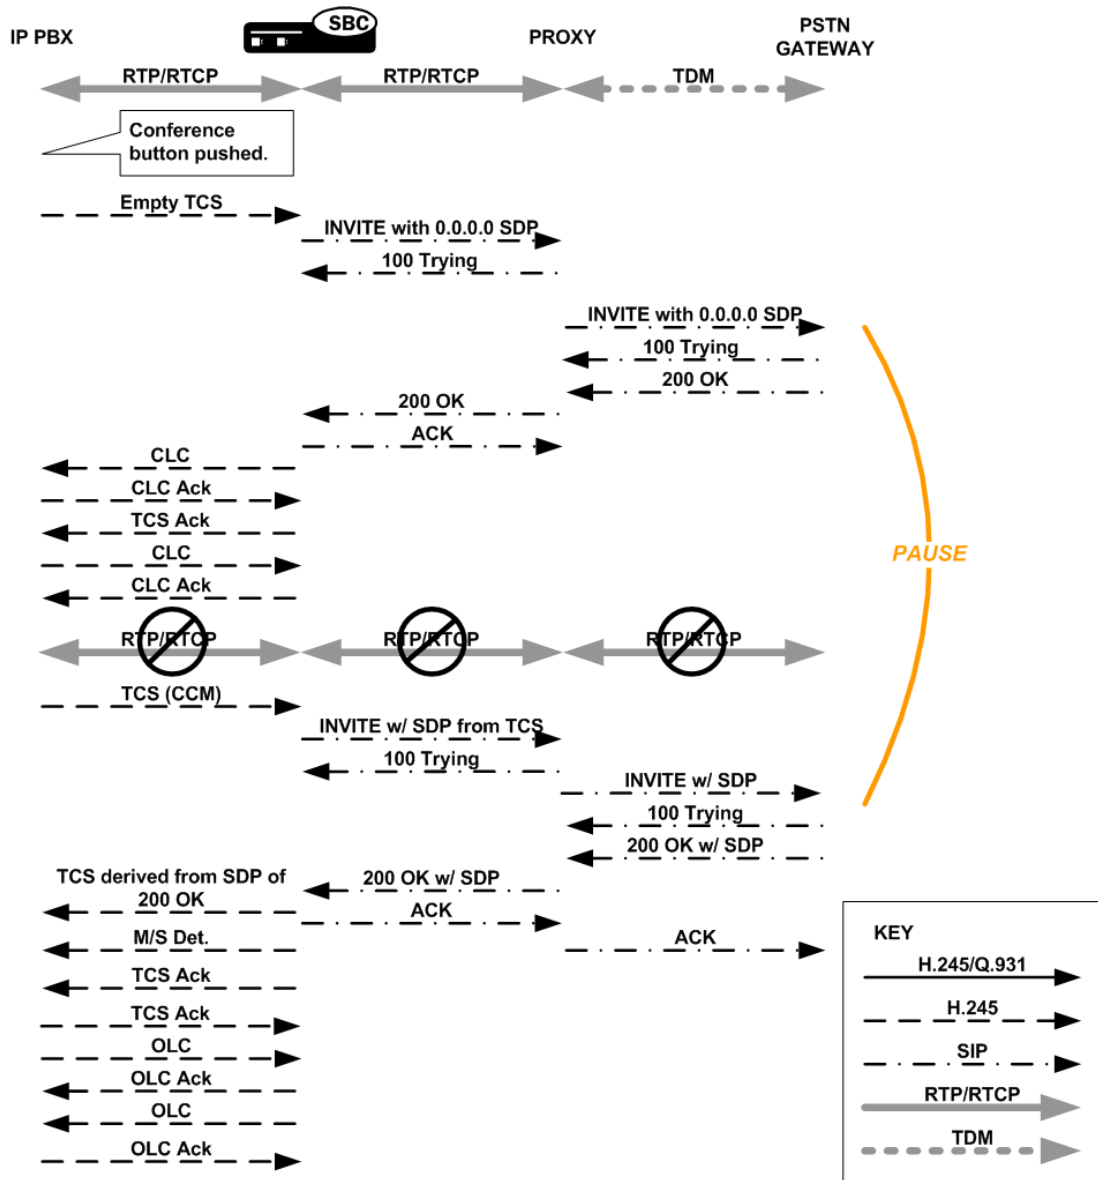 IP PBX
SBC
PROXY
PSTN
GATEWAY
RTP/RTCP
RTP/RTCP
TDM
Conference
button pushed.
Empty TCS
INVITE with 0.0.0.0 SDP
100 Trying
INVITE with 0.0.0.0 SDP
100 Trying
200 OK
200 OK
ACK
CLC
CLC Ack
TCS Ack
CLC
CLC Ack
PAUSE
RTP/RTCP
RTP/RTCP
RTP/RTCP
TCS (CCM)
INVITE w/ SDP from TCS
100 Trying
INVITE w/ SDP
100 Trying
200 OK w/ SDP
200 OK w/ SDP
TCS derived from SDP of
200 OK
ACK
M/S Det.
ACK
TCS Ack
TCS Ack
OLC
OLC Ack
OLC
OLC Ack
KEY
H.245/Q.931
H.245
SIP
RTP/RTCP
TDM